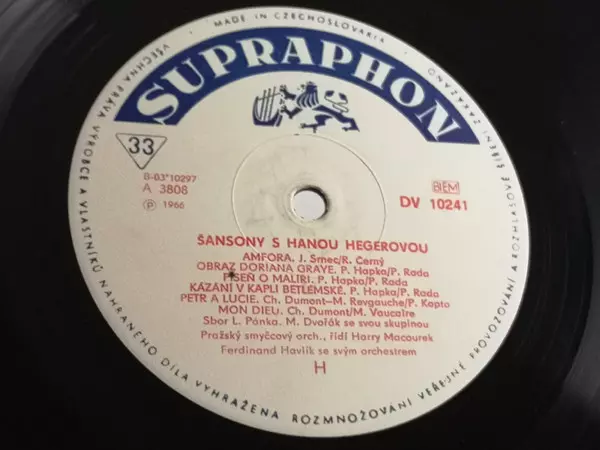 MADE IN CZECHOSLOVAKIA
SUPRAPHON
33
B-03*10297
A 3808
Ⓟ 1966
BIEM
DV 10241
ŠANSONY S HANOU HEGEROVOU
AMFORA. J. Srnec/R. Černý
OBRAZ DORIANA GRAYE. P. Hapka/P. Rada
PÍSEŇ O MALÍŘI. P. Hapka/P. Rada
KÁZÁNÍ V KAPLI BETLÉMSKÉ. P. Hapka/P. Rada
PETR A LUCIE. Ch. Dumont—M. Revgauche/P. Kopta
MON DIEU. Ch. Dumont/M. Vaucaire
Sbor L. Pánka. M. Dvořák se svou skupinou
Pražský smyčcový orch., řídí Harry Macourek
Ferdinand Havlík se svým orchestrem
H
VŠECHNA PRÁVA VÝROBCE A VLASTNÍKŮ NAHRANÉHO DÍLA VYHRAŽENA ROZMNOŽOVÁNÍ VEŘEJNÉ PROVOZOVÁNÍ A ROZHLASOVÉ ŠÍŘENÍ ZAKÁZÁNO